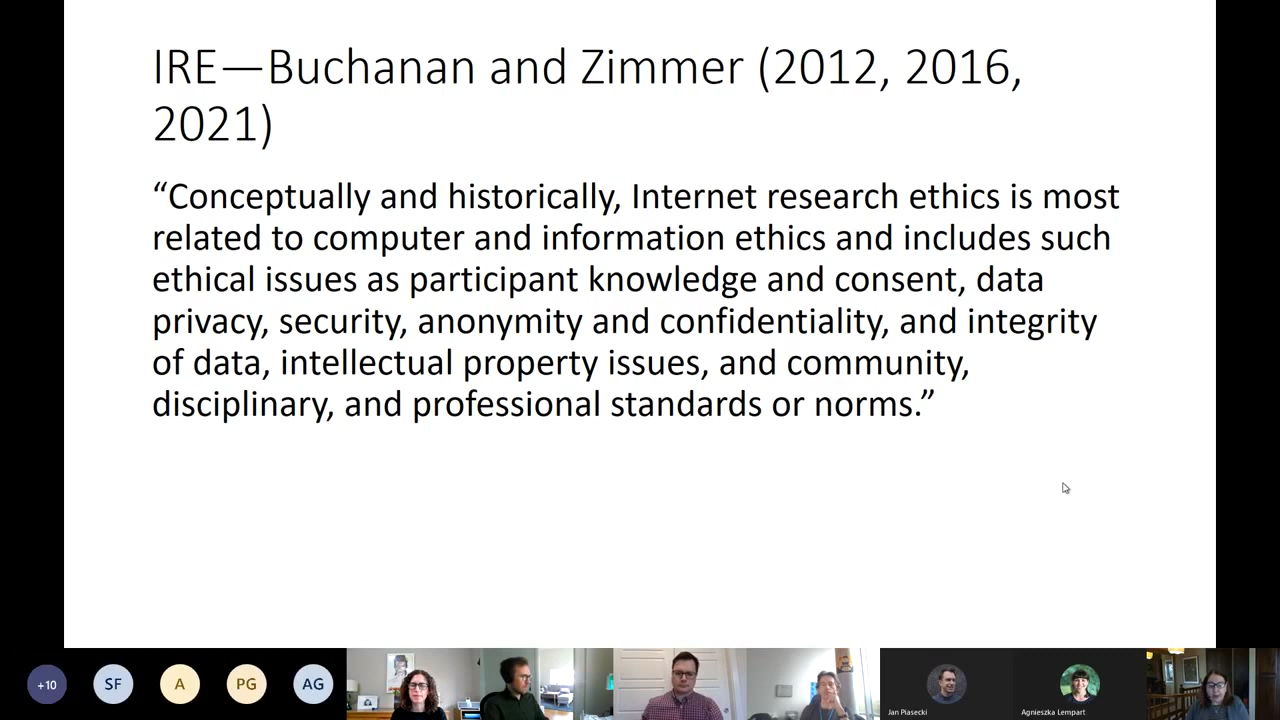 IRE—Buchanan and Zimmer (2012, 2016,
2021)
“Conceptually and historically, Internet research ethics is most
related to computer and information ethics and includes such
ethical issues as participant knowledge and consent, data
privacy, security, anonymity and confidentiality, and integrity
of data, intellectual property issues, and community,
disciplinary, and professional standards or norms.”
+10
SF
A
PG
AG
Jan Piasecki
Agnieszka Lempart